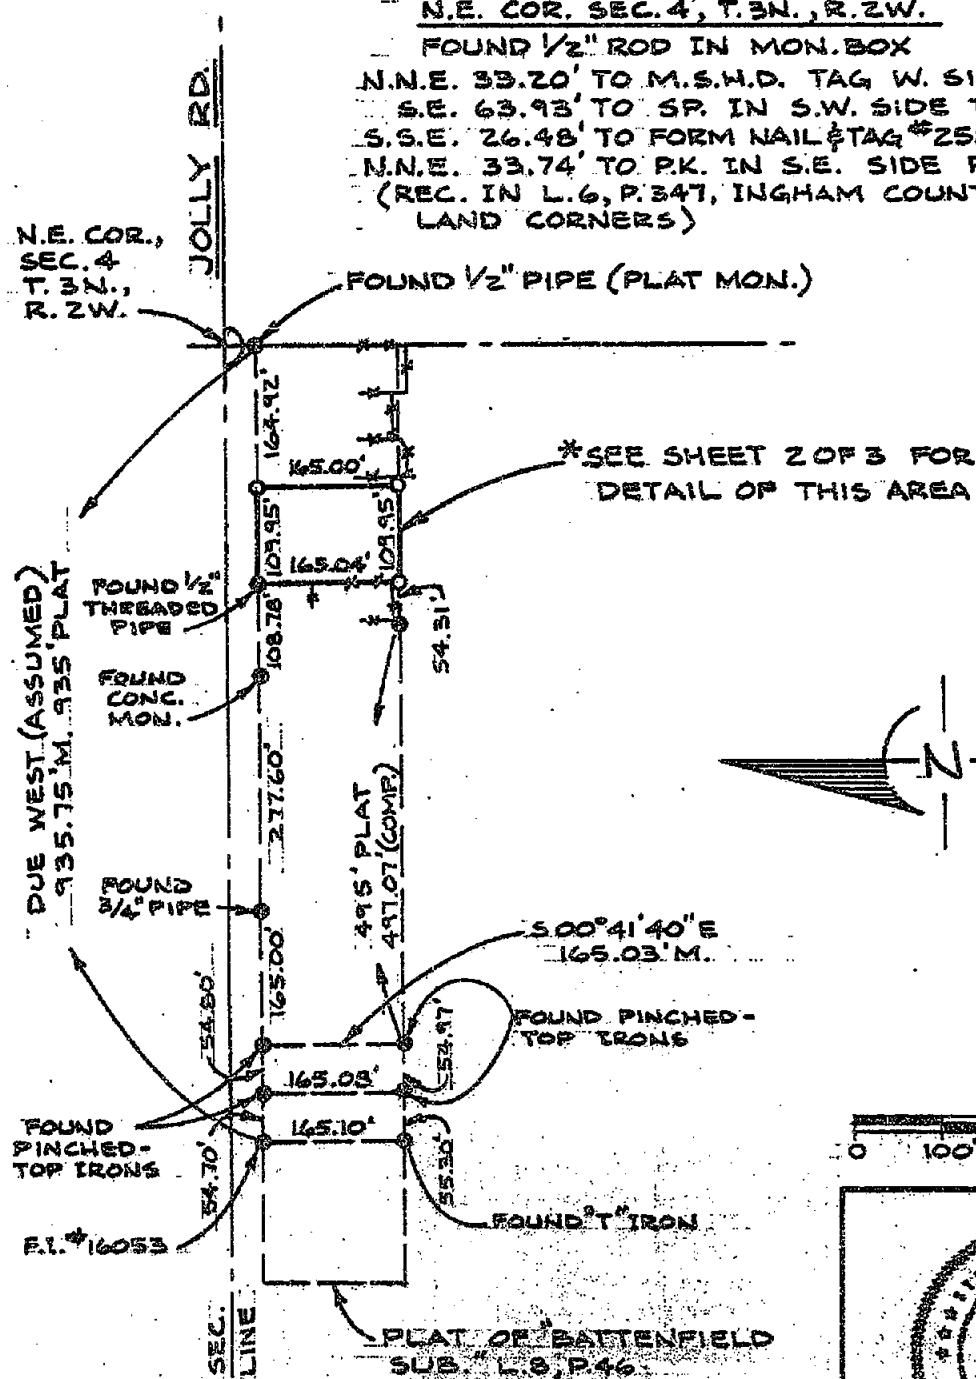 N.E. COR. SEC. 4, T. 3N., R. 2W.
FOUND 1/2" ROD IN MON. BOX
N.N.E. 33.20' TO M.S.H.D. TAG W. SI
S.E. 63.93' TO SP. IN S.W. SIDE
S.S.E. 26.48' TO FORM NAIL & TAG #25
N.N.E. 33.74' TO P.K. IN S.E. SIDE
(REC. IN L.6, P.347, INGHAM COUNT
LAND CORNERS)
JOLLY RD.
N.E. COR.,
SEC. 4
T. 3N.,
R. 2W.
FOUND 1/2" PIPE (PLAT MON.)
164.92'
165.00'
*SEE SHEET 2 OF 3 FOR
DETAIL OF THIS AREA
109.95'
109.95'
165.04'
FOUND 1/2"
THREADED
PIPE
108.78'
54.31'
FOUND
CONC.
MON.
DUE WEST (ASSUMED)
935.75' M. 935' PLAT
277.60'
495' PLAT
497.07' (COMP.)
N
FOUND
3/4" PIPE
165.00'
S 00°41'40" E
165.03' M.
54.80'
54.97'
FOUND PINCHED-
TOP IRONS
165.08'
FOUND
PINCHED-
TOP IRONS
165.10'
54.70'
55.20'
0 100'
F.I. #16053
FOUND "T" IRON
SEC.
LINE
PLAT OF "BATTENFIELD
SUB." L.8, P.46